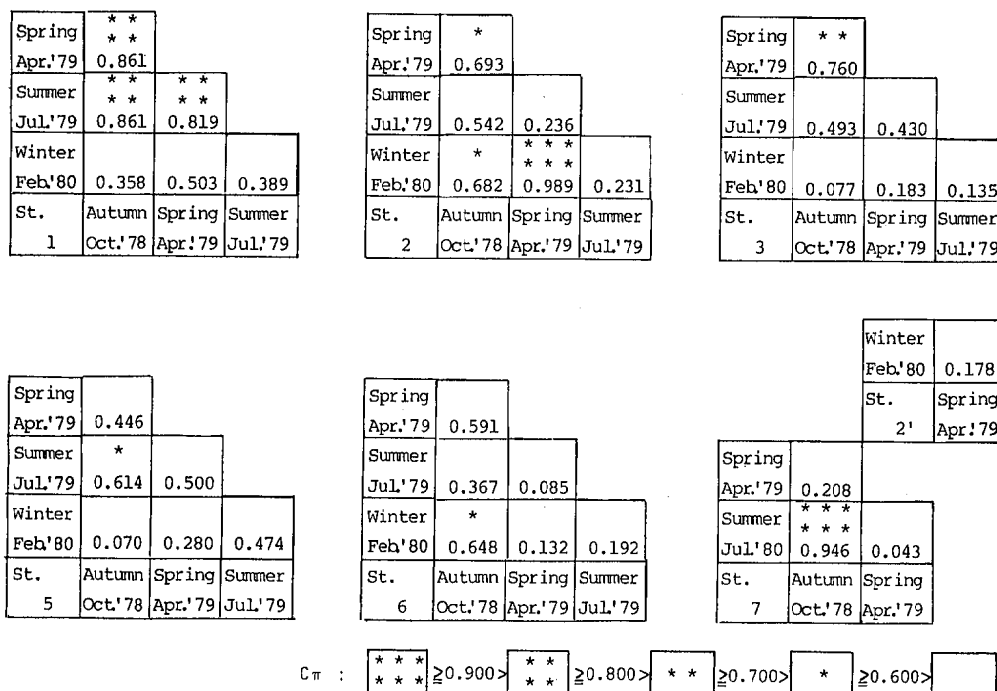 * *
Spring * *
Apr.'79 0.861
* * * *
Summer * * * *
Jul.'79 0.861 0.819
Winter
Feb.'80 0.358 0.503 0.389
St. Autumn Spring Summer
1 Oct.'78 Apr.'79 Jul.'79
Spring *
Apr.'79 0.693
Summer
Jul.'79 0.542 0.236
Winter * * * *
* * *
Feb.'80 0.682 0.989 0.231
St. Autumn Spring Summer
2 Oct.'78 Apr.'79 Jul.'79
Spring * *
Apr.'79 0.760
Summer
Jul.'79 0.493 0.430
Winter
Feb.'80 0.077 0.183 0.135
St. Autumn Spring Summer
3 Oct.'78 Apr.'79 Jul.'79
Spring
Apr.'79 0.446
Summer *
Jul.'79 0.614 0.500
Winter
Feb.'80 0.070 0.280 0.474
St. Autumn Spring Summer
5 Oct.'78 Apr.'79 Jul.'79
Spring
Apr.'79 0.591
Summer
Jul.'79 0.367 0.085
Winter *
Feb.'80 0.648 0.132 0.192
St. Autumn Spring Summer
6 Oct.'78 Apr.'79 Jul.'79
Winter
Feb.'80 0.178
St. Spring
2' Apr.'79
Spring
Apr.'79 0.208
* * *
Summer * * *
Jul.'80 0.946 0.043
St. Autumn Spring
7 Oct.'78 Apr.'79
* * * * *
Cπ : * * * ≧0.900> * * ≧0.800> * * ≧0.700> * ≧0.600>